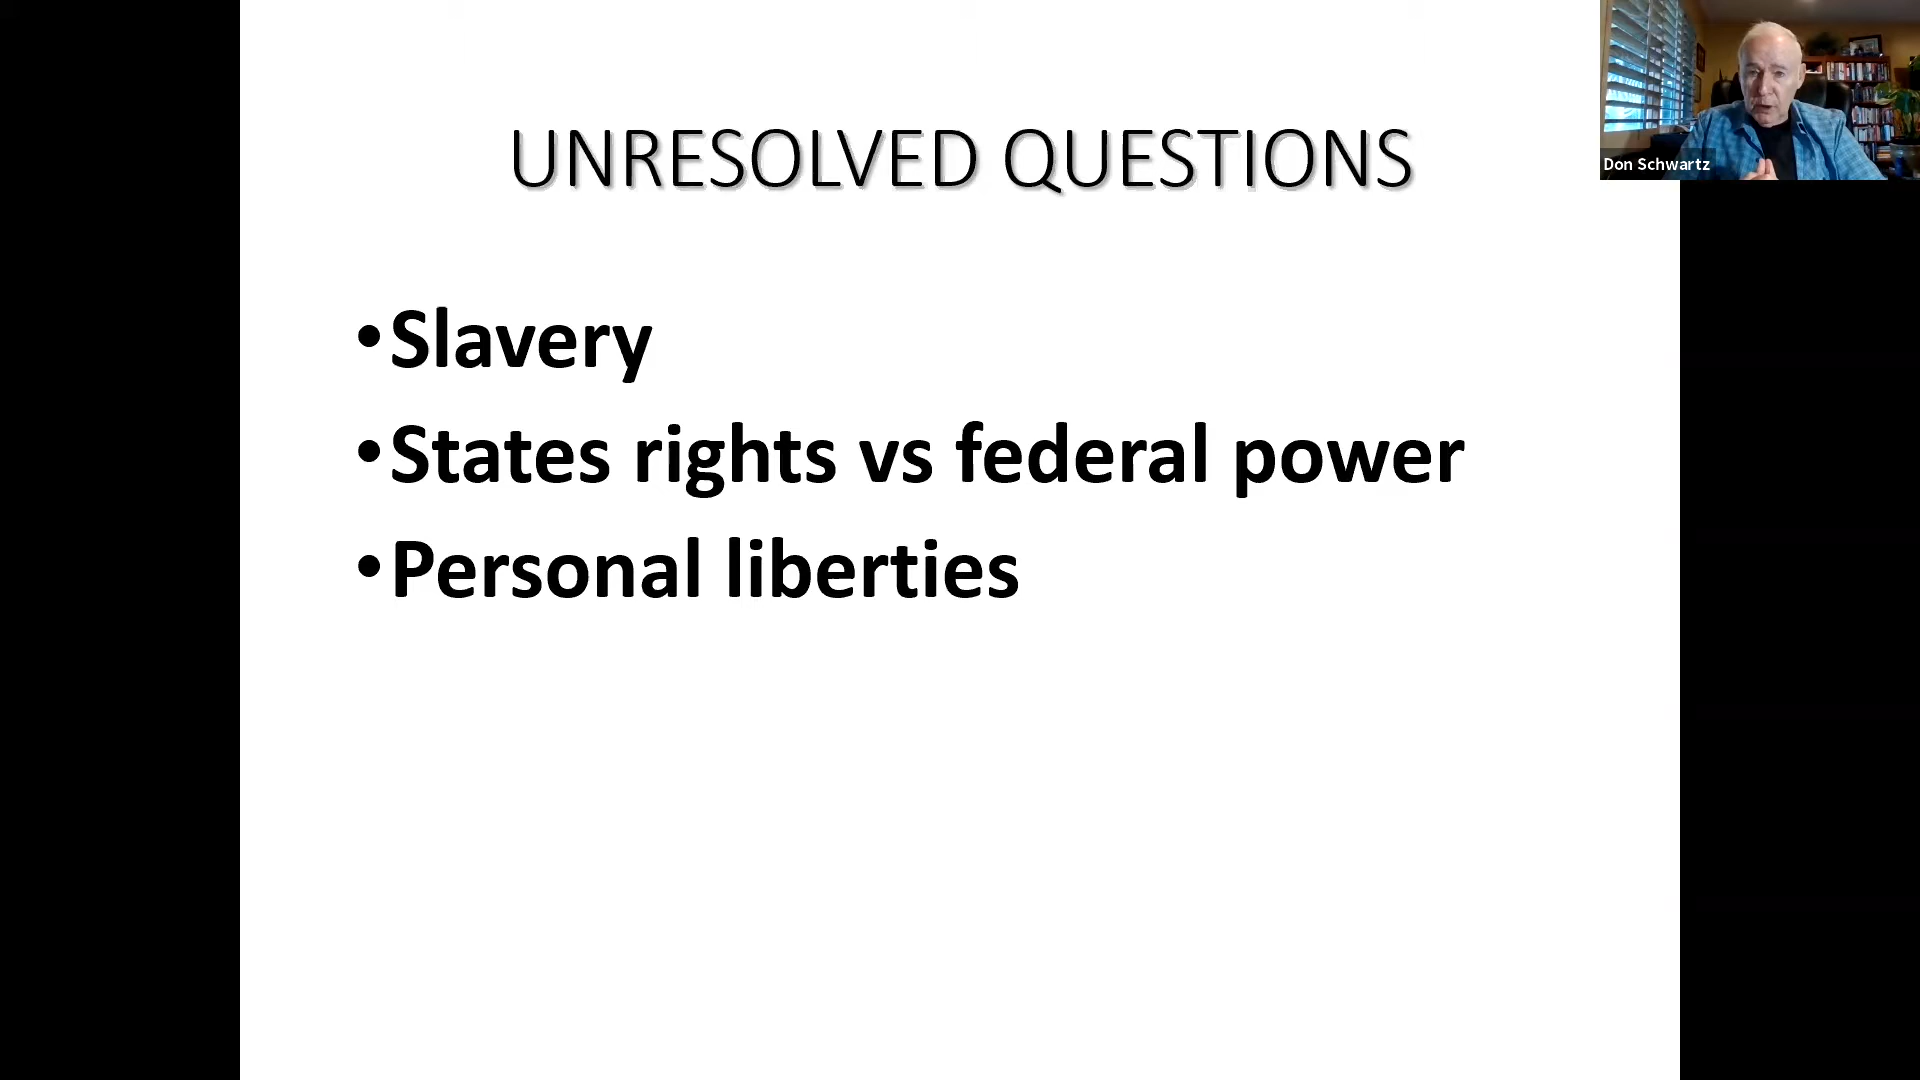 UNRESOLVED QUESTIONS
•Slavery
•States rights vs federal power
•Personal liberties
Don Schwartz